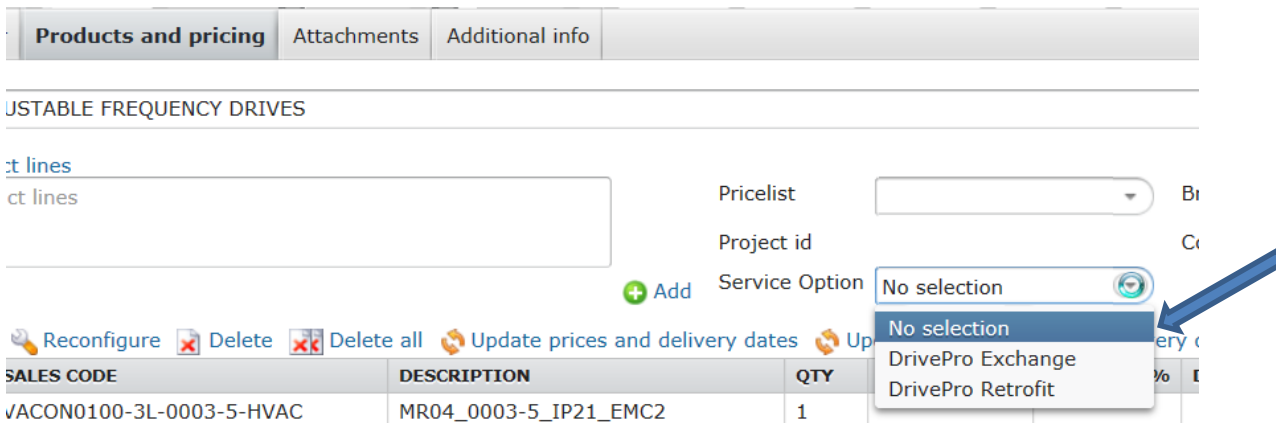 Products and pricing Attachments Additional info
USTABLE FREQUENCY DRIVES
ct lines
ct lines
Pricelist
Project id
Add
Service Option No selection
No selection
DrivePro Exchange
DrivePro Retrofit
Reconfigure Delete Delete all Update prices and delivery dates Up
SALES CODE DESCRIPTION QTY %
VACON0100-3L-0003-5-HVAC MR04_0003-5_IP21_EMC2 1